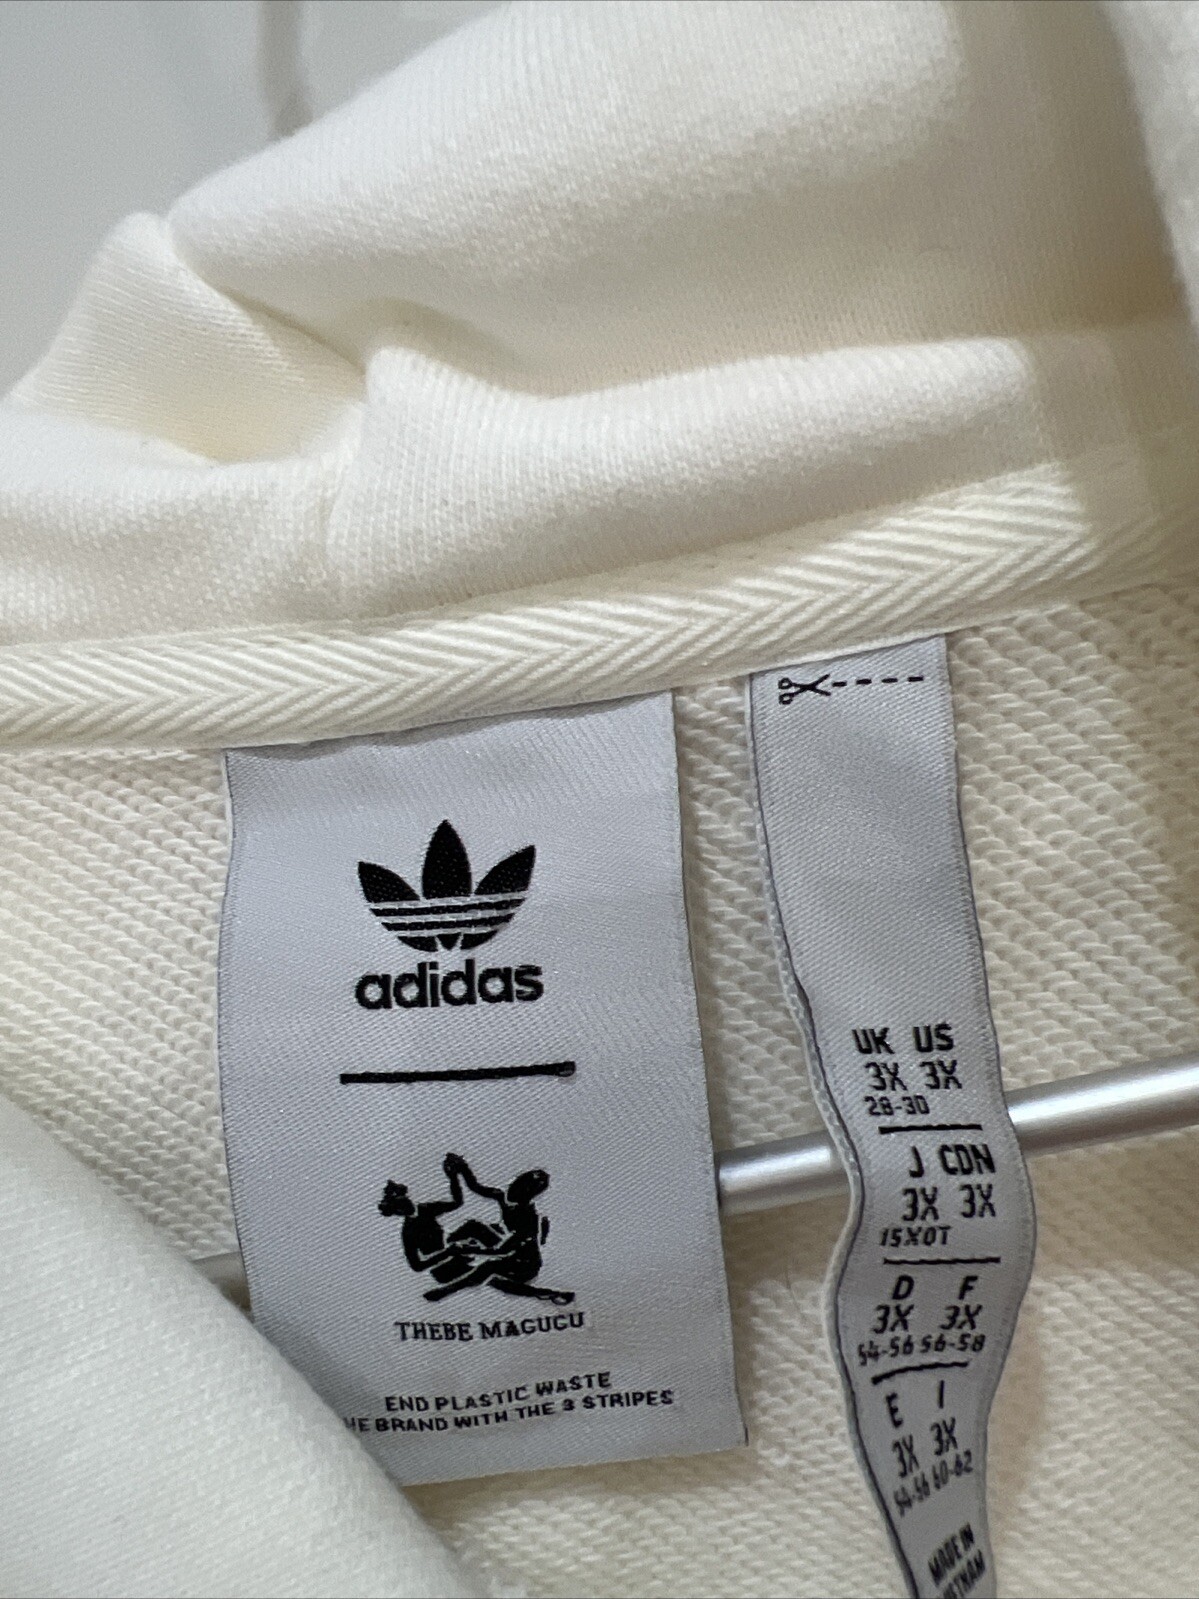 adidas
THEBE MAGUGU
END PLASTIC WASTE
BRAND WITH THE 3 STRIPES
UK US
3X 3X
28-30
J CDN
3X 3X
15XOT
D F
3X 3X
54-56 56-58
E I
3X 3X
54-56 60-62
MADE IN